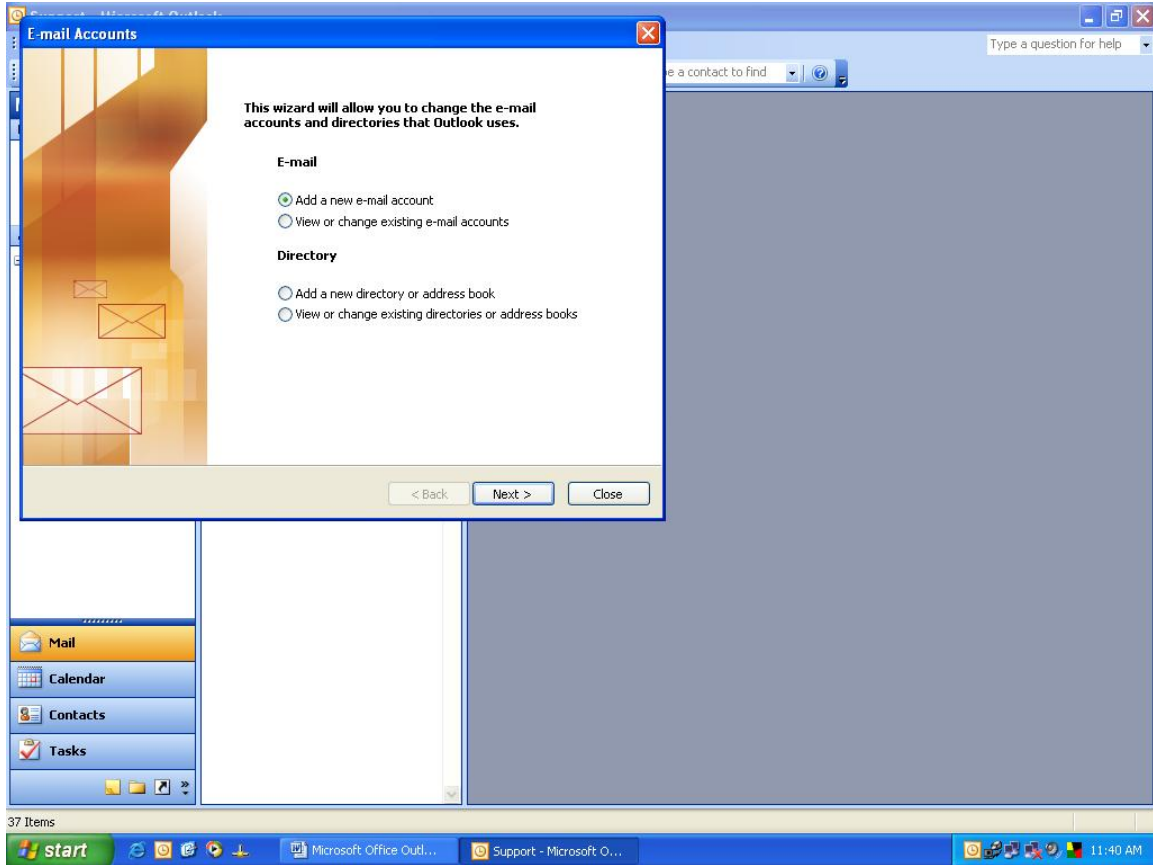 Support - Microsoft Outlook
E-mail Accounts
Type a question for help
e a contact to find
This wizard will allow you to change the e-mail
accounts and directories that Outlook uses.
E-mail
Add a new e-mail account
View or change existing e-mail accounts
Directory
Add a new directory or address book
View or change existing directories or address books
< Back
Next >
Close
Mail
Calendar
Contacts
Tasks
37 Items
start
Microsoft Office Outl...
Support - Microsoft O...
11:40 AM